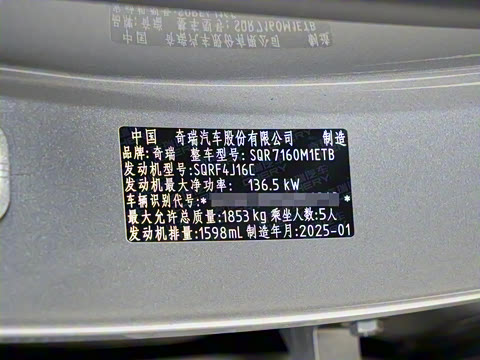 中国 奇瑞汽车股份有限公司 制造
品牌:奇瑞 整车型号:SQR7160M1ETB
发动机型号:SQRF4J16C
发动机最大净功率: 136.5 kW
车辆识别代号:* *
最大允许总质量:1853 kg 乘坐人数:5人
发动机排量:1598mL 制造年月:2025-01